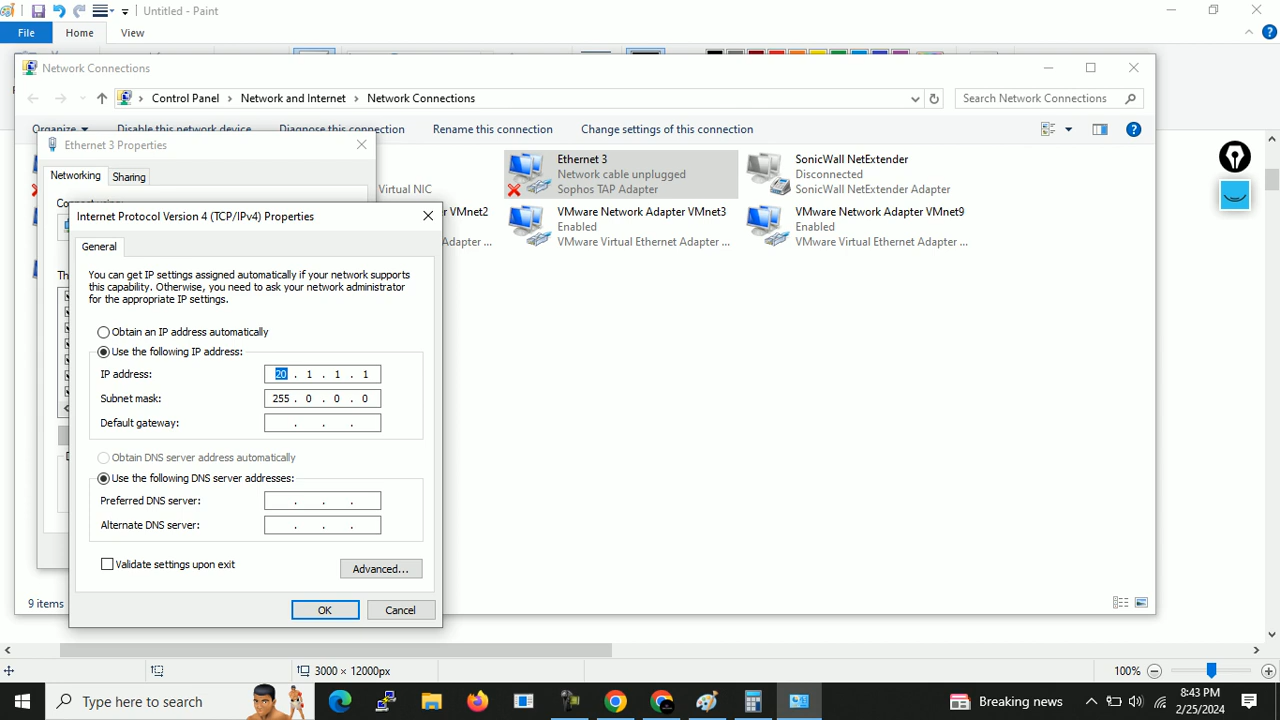 Untitled - Paint
File
Home
View
Network Connections
Control Panel
Network and Internet
Network Connections
Search Network Connections
Organize
Disable this network device
Diagnose this connection
Rename this connection
Change settings of this connection
Ethernet 3 Properties
Networking
Sharing
Virtual NIC
Ethernet 3
Network cable unplugged
Sophos TAP Adapter
SonicWall NetExtender
Disconnected
SonicWall NetExtender Adapter
Adapter VMnet2
Adapter ...
VMware Network Adapter VMnet3
Enabled
VMware Virtual Ethernet Adapter ...
VMware Network Adapter VMnet9
Enabled
VMware Virtual Ethernet Adapter ...
Internet Protocol Version 4 (TCP/IPv4) Properties
General
You can get IP settings assigned automatically if your network supports
this capability. Otherwise, you need to ask your network administrator
for the appropriate IP settings.
Obtain an IP address automatically
Use the following IP address:
IP address: 20 . 1 . 1 . 1
Subnet mask: 255 . 0 . 0 . 0
Default gateway: . . .
Obtain DNS server address automatically
Use the following DNS server addresses:
Preferred DNS server: . . .
Alternate DNS server: . . .
Validate settings upon exit
Advanced...
OK
Cancel
9 items
3000 × 12000px
100%
Type here to search
Breaking news
8:43 PM
2/25/2024